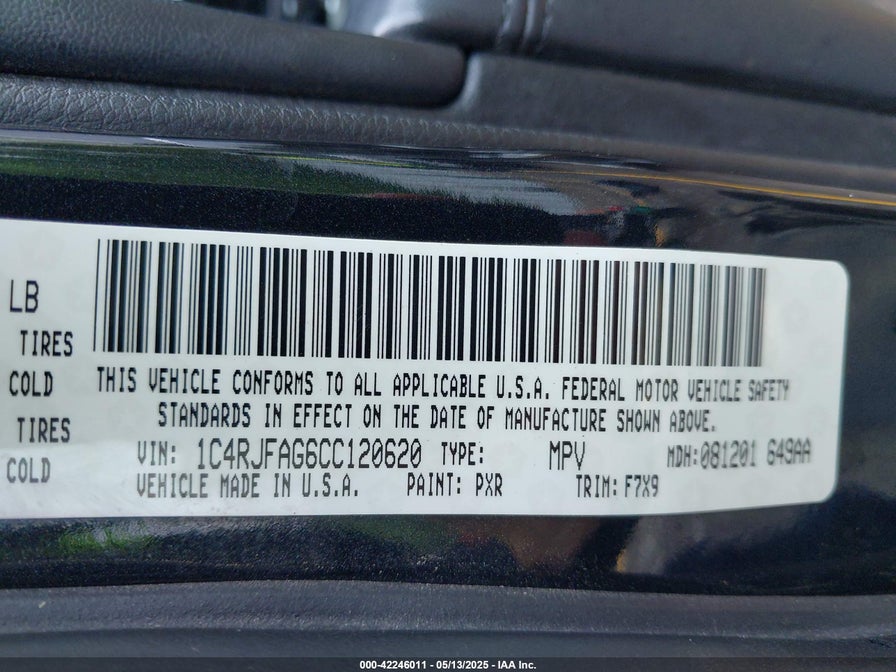 LB
TIRES
COLD
TIRES
COLD
THIS VEHICLE CONFORMS TO ALL APPLICABLE U.S.A. FEDERAL MOTOR VEHICLE SAFETY
STANDARDS IN EFFECT ON THE DATE OF MANUFACTURE SHOWN ABOVE.
VIN: 1C4RJFAG6CC120620 TYPE: MPV MDH:081201 649AA
VEHICLE MADE IN U.S.A. PAINT: PXR TRIM: F7X9
000-42246011 — 05/13/2025 — IAA Inc.